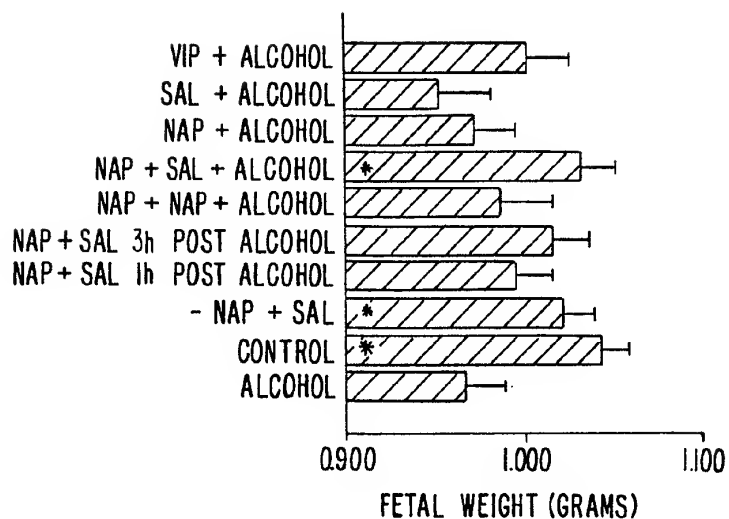 VIP + ALCOHOL
SAL + ALCOHOL
NAP + ALCOHOL
NAP + SAL + ALCOHOL
*
NAP + NAP + ALCOHOL
NAP + SAL 3h POST ALCOHOL
NAP + SAL 1h POST ALCOHOL
- NAP + SAL
*
CONTROL
*
ALCOHOL
0.900 1.000 1.100
FETAL WEIGHT (GRAMS)